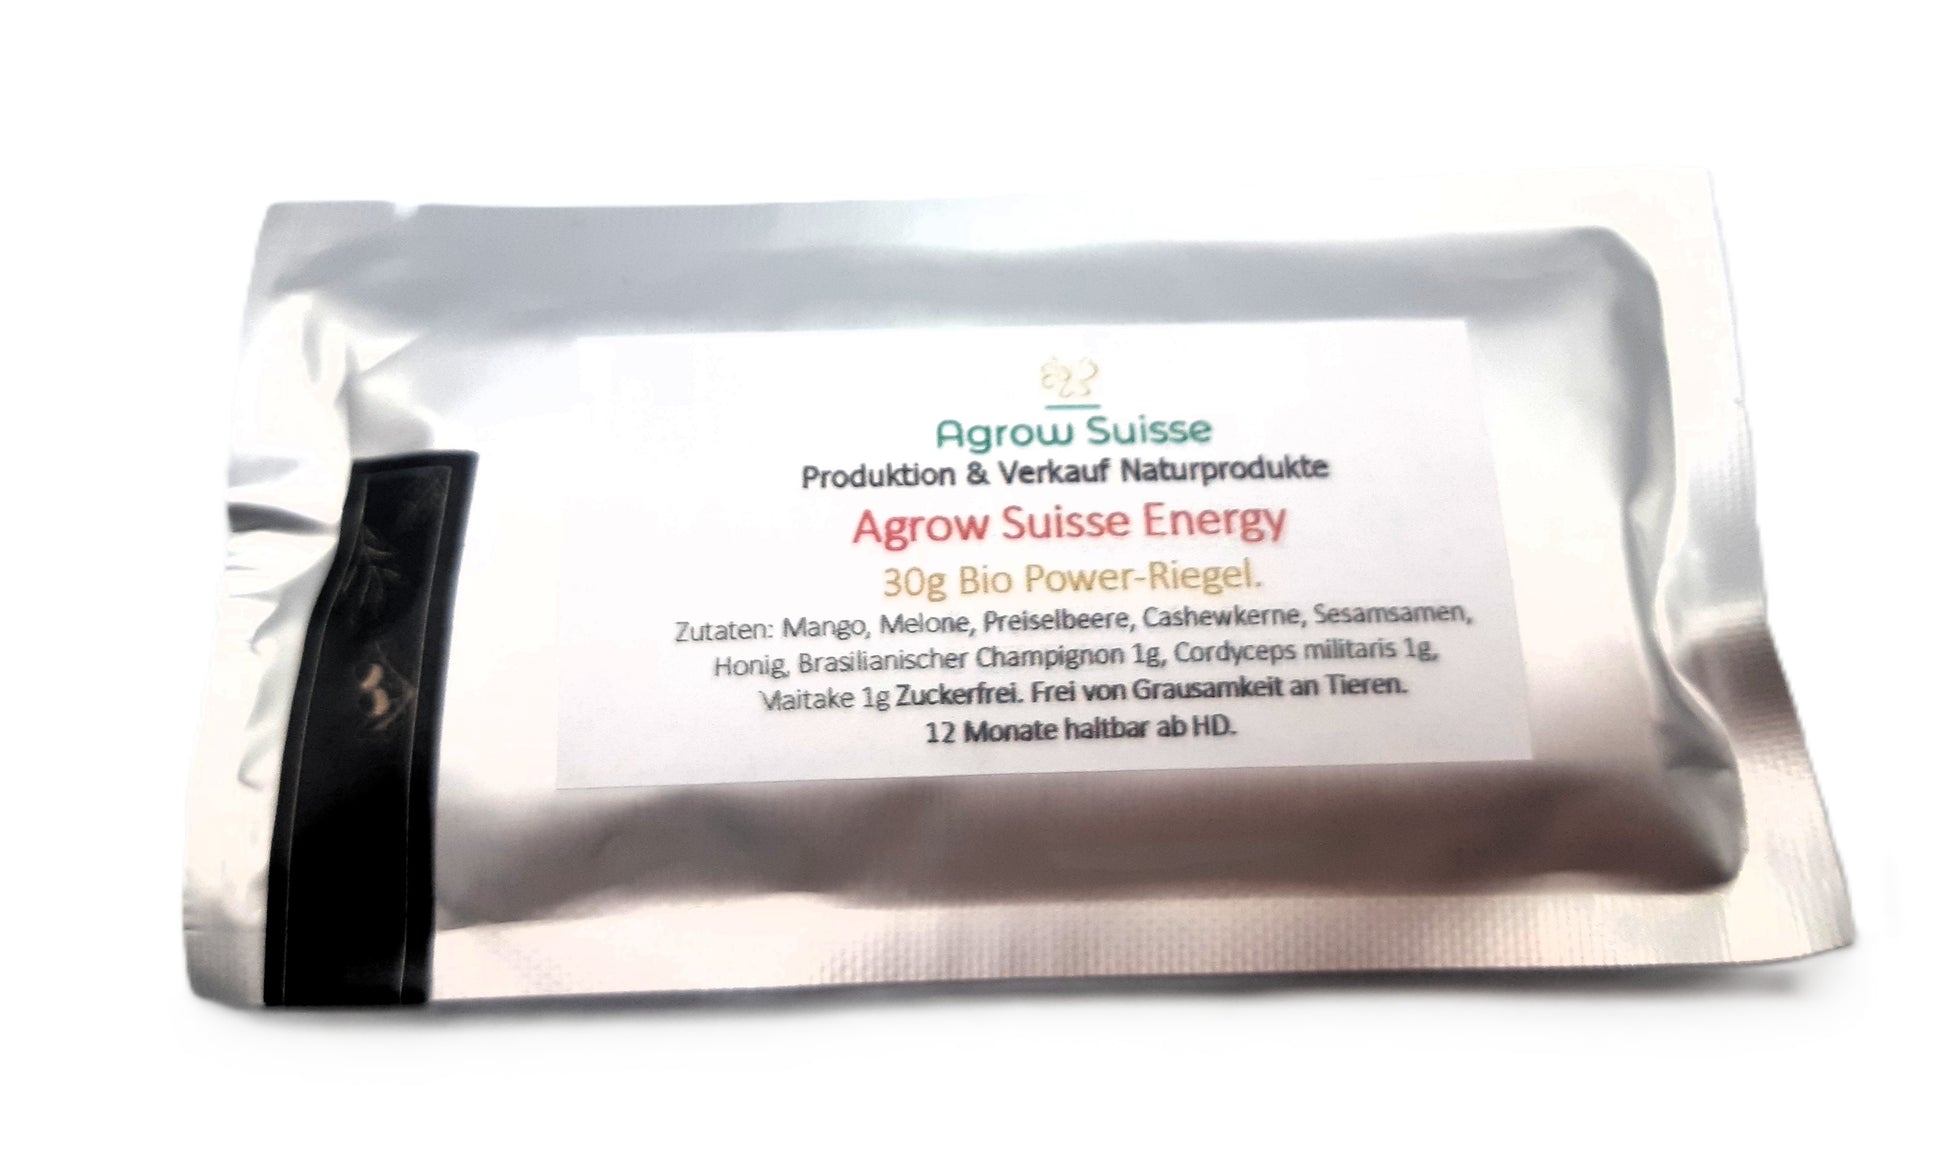 Agrow Suisse
Produktion & Verkauf Naturprodukte
Agrow Suisse Energy
30g Bio Power-Riegel.
Zutaten: Mango, Melone, Preiselbeere, Cashewkerne, Sesamsamen,
Honig, Brasilianischer Champignon 1g, Cordyceps militaris 1g,
Maitake 1g Zuckerfrei. Frei von Grausamkeit an Tieren.
12 Monate haltbar ab HD.